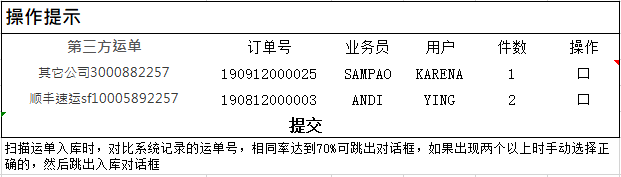 操作提示
第三方运单 订单号 业务员 用户 件数 操作
其它公司3000882257 190912000025 SAMPAO KARENA 1 口
顺丰速运sf10005892257 190812000003 ANDI YING 2 口
提交
扫描运单入库时，对比系统记录的运单号，相同率达到70%可跳出对话框，如果出现两个以上时手动选择正
确的，然后跳出入库对话框